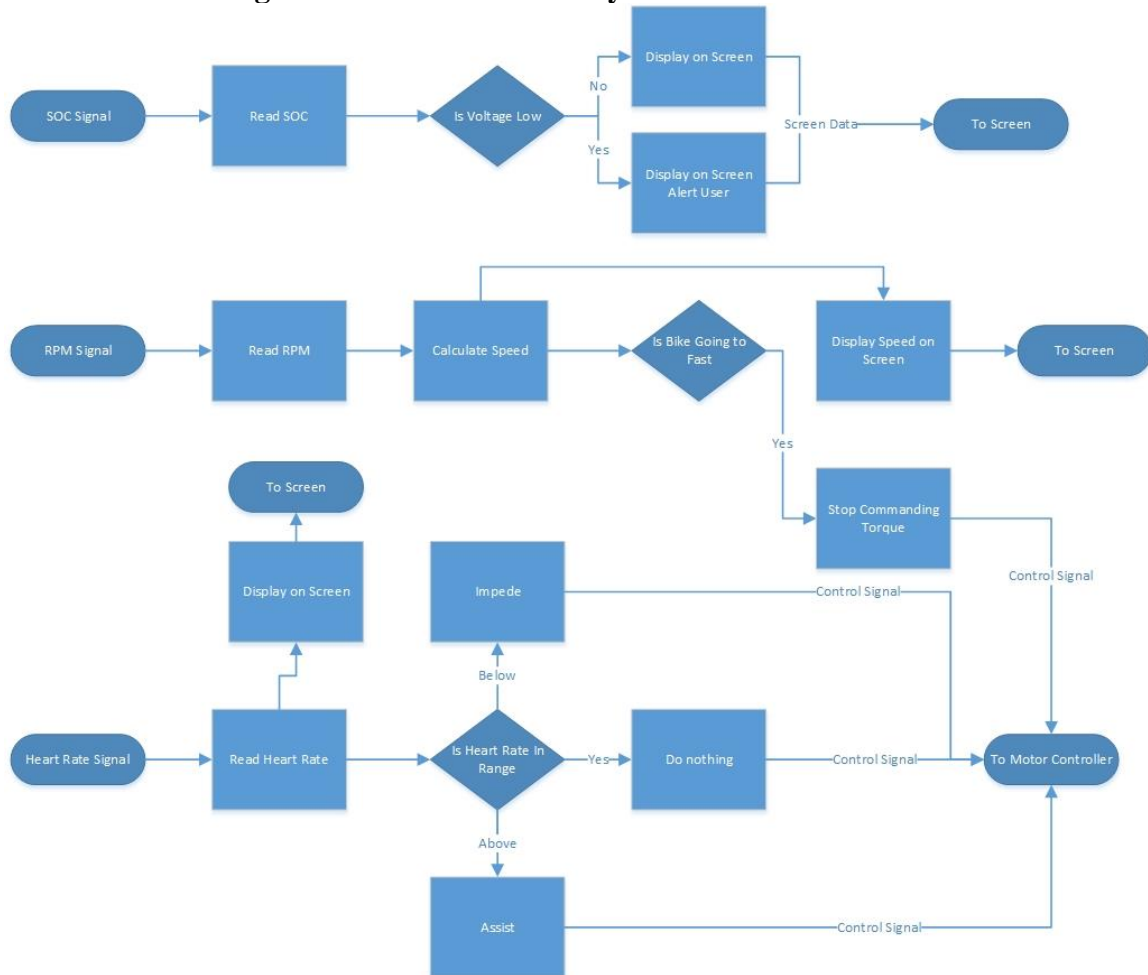 SOC Signal
Read SOC
Is Voltage Low
No
Yes
Display on Screen
Display on Screen
Alert User
Screen Data
To Screen
RPM Signal
Read RPM
Calculate Speed
Is Bike Going to
Fast
Display Speed on
Screen
To Screen
Yes
Stop Commanding
Torque
Control Signal
To Screen
Display on Screen
Impede
Control Signal
Below
Heart Rate Signal
Read Heart Rate
Is Heart Rate In
Range
Yes
Do nothing
Control Signal
To Motor Controller
Above
Assist
Control Signal